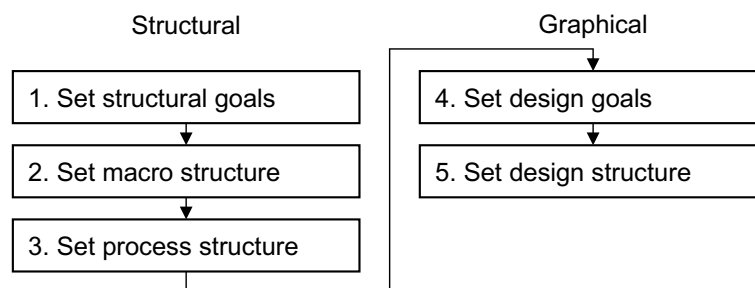 Structural
1. Set structural goals
2. Set macro structure
3. Set process structure
Graphical
4. Set design goals
5. Set design structure